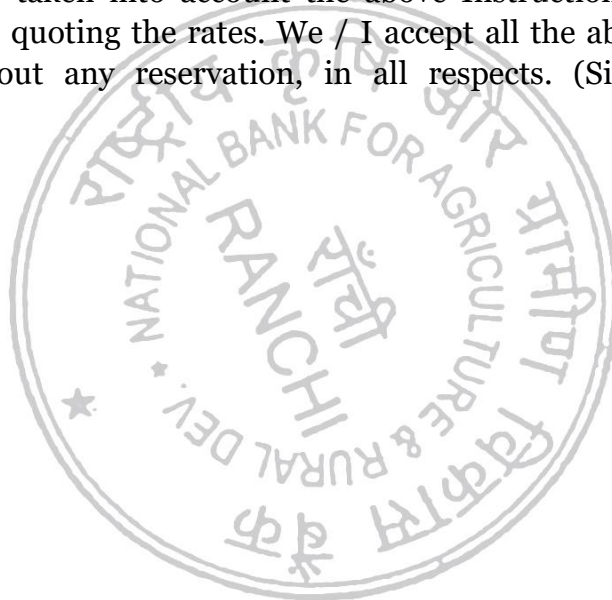 taken into account the above Instruction
quoting the rates. We / I accept all the ab
out any reservation, in all respects. (Si
राष्ट्रीय कृषि और ग्रामीण विकास बैंक
NATIONAL BANK FOR AGRICULTURE & RURAL DEV.
RANCHI
राँची